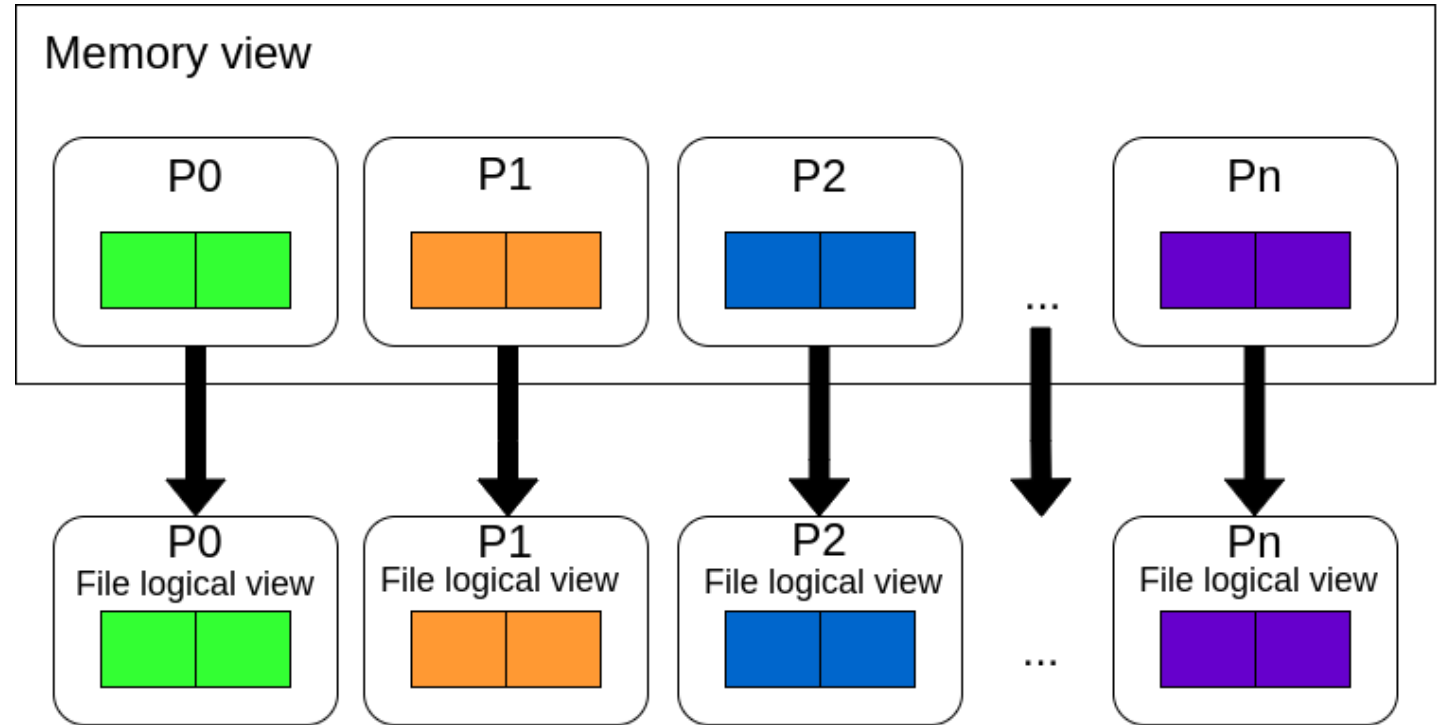 Memory view
P0 P1 P2 Pn
...
P0 P1 P2 Pn
File logical view File logical view File logical view File logical view
...